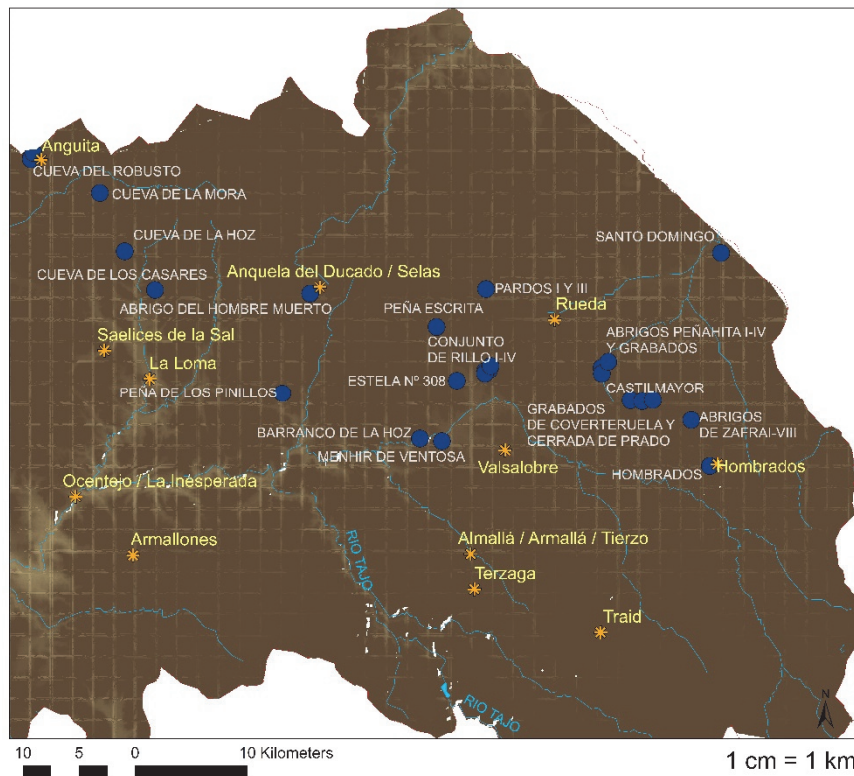 Anguita
CUEVA DEL ROBUSTO
CUEVA DE LA MORA
CUEVA DE LA HOZ
SANTO DOMINGO
CUEVA DE LOS CASARES
Anquela del Ducado / Selas
ABRIGO DEL HOMBRE MUERTO
PARDOS I Y III
PEÑA ESCRITA
Rueda
Saelices de la Sal
CONJUNTO
DE RILLO I-IV
ABRIGOS PEÑAHITA I-IV
Y GRABADOS
La Loma
PEÑA DE LOS PINILLOS
ESTELA Nº 308
CASTILMAYOR
GRABADOS
DE COVERTERUELA Y
CERRADA DE PRADO
ABRIGOS
DE ZAFRAI-VIII
BARRANCO DE LA HOZ
MENHIR DE VENTOSA
Valsalobre
HOMBRADOS
Hombrados
Ocentejo / La Inesperada
Armallones
RIO TAJO
Almallá / Armallá / Tierzo
Terzaga
Traid
RIO TAJO
N
10 5 0 10 Kilometers
1 cm = 1 km